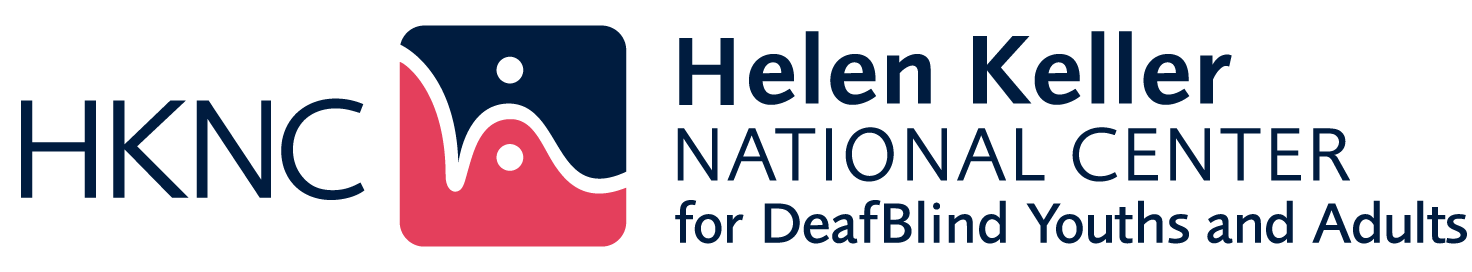 HKNC
Helen Keller
NATIONAL CENTER
for DeafBlind Youths and Adults